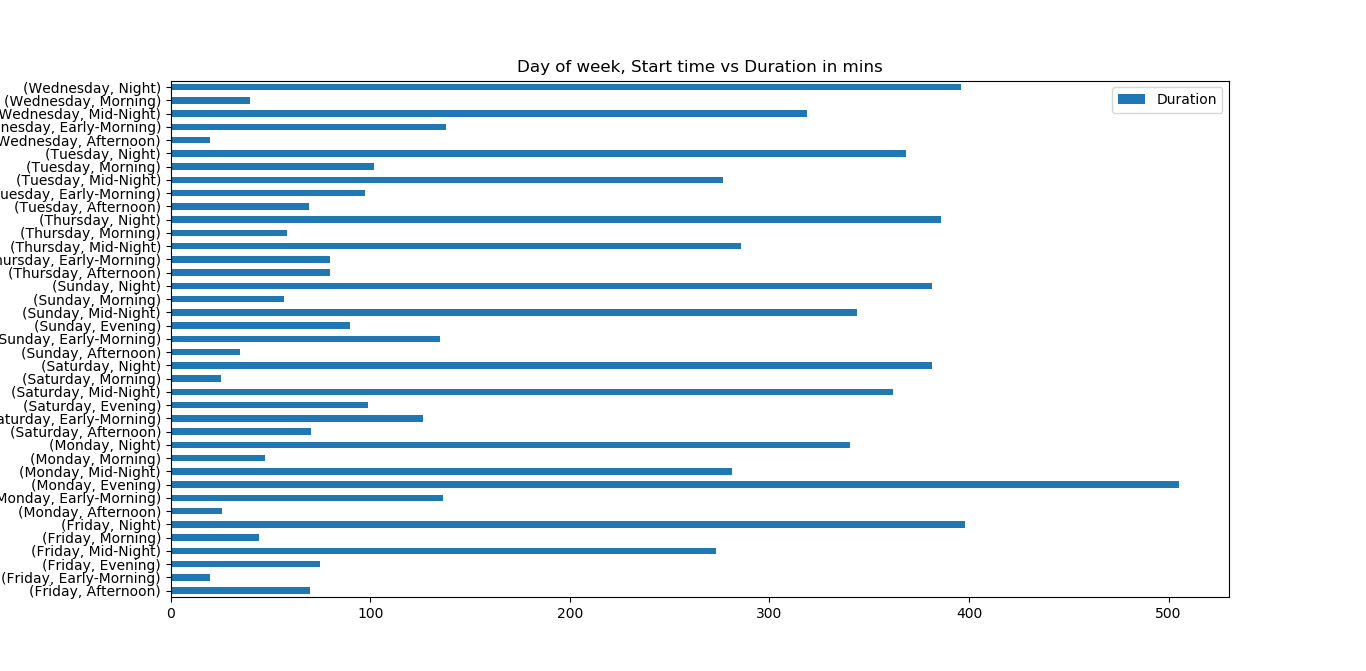 Day of week, Start time vs Duration in mins
Duration
(Wednesday, Night)
(Wednesday, Morning)
Wednesday, Mid-Night)
nesday, Early-Morning)
Wednesday, Afternoon)
(Tuesday, Night)
(Tuesday, Morning)
(Tuesday, Mid-Night)
uesday, Early-Morning)
(Tuesday, Afternoon)
(Thursday, Night)
(Thursday, Morning)
(Thursday, Mid-Night)
hursday, Early-Morning)
(Thursday, Afternoon)
(Sunday, Night)
(Sunday, Morning)
(Sunday, Mid-Night)
(Sunday, Evening)
Sunday, Early-Morning)
(Sunday, Afternoon)
(Saturday, Night)
(Saturday, Morning)
(Saturday, Mid-Night)
(Saturday, Evening)
aturday, Early-Morning)
(Saturday, Afternoon)
(Monday, Night)
(Monday, Morning)
(Monday, Mid-Night)
(Monday, Evening)
Monday, Early-Morning)
(Monday, Afternoon)
(Friday, Night)
(Friday, Morning)
(Friday, Mid-Night)
(Friday, Evening)
(Friday, Early-Morning)
(Friday, Afternoon)
0 100 200 300 400 500